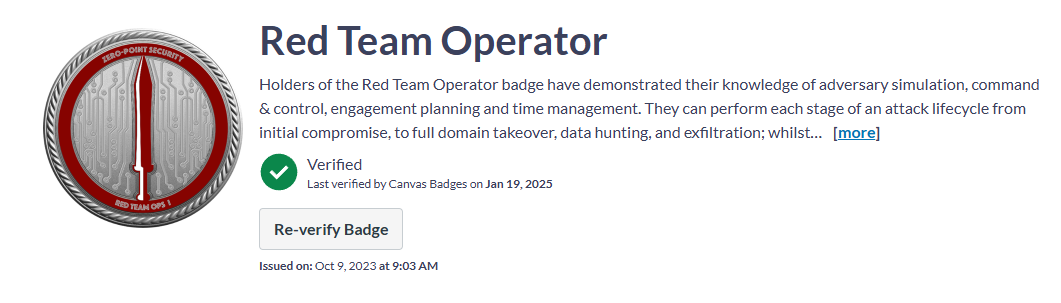 ZERO-POINT SECURITY
RED TEAM OPS 1
Red Team Operator
Holders of the Red Team Operator badge have demonstrated their knowledge of adversary simulation, command
& control, engagement planning and time management. They can perform each stage of an attack lifecycle from
initial compromise, to full domain takeover, data hunting, and exfiltration; whilst... [more]
Verified
Last verified by Canvas Badges on Jan 19, 2025
Re-verify Badge
Issued on: Oct 9, 2023 at 9:03 AM